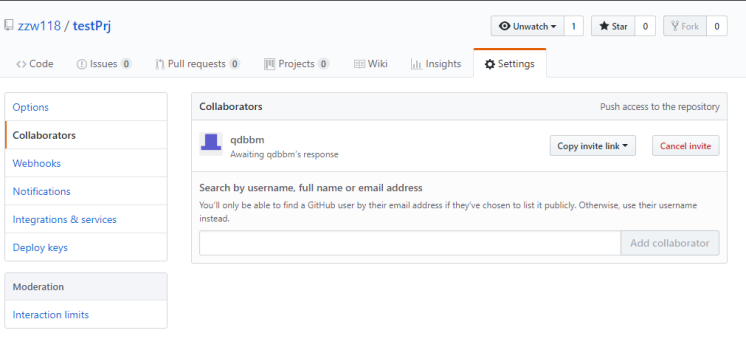 zzw118 / testPrj
Unwatch 1 Star 0 Fork 0
Code Issues 0 Pull requests 0 Projects 0 Wiki Insights Settings
Options
Collaborators
Webhooks
Notifications
Integrations & services
Deploy keys
Moderation
Interaction limits
Collaborators Push access to the repository
qdbbm
Awaiting qdbbm's response
Copy invite link Cancel invite
Search by username, full name or email address
You'll only be able to find a GitHub user by their email address if they've chosen to list it publicly. Otherwise, use their username
instead.
Add collaborator